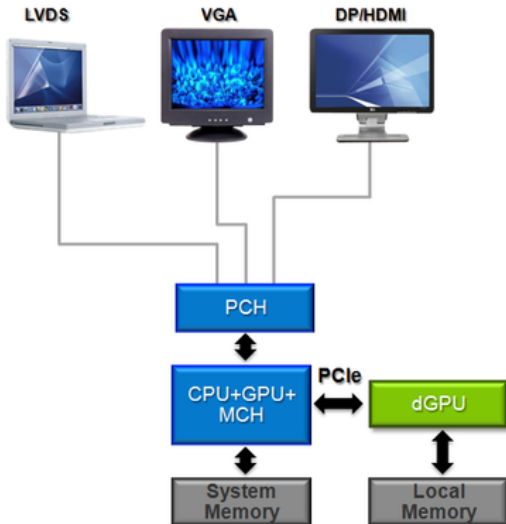 LVDS
VGA
DP/HDMI
PCH
CPU+GPU+
MCH
PCIe
dGPU
System
Memory
Local
Memory